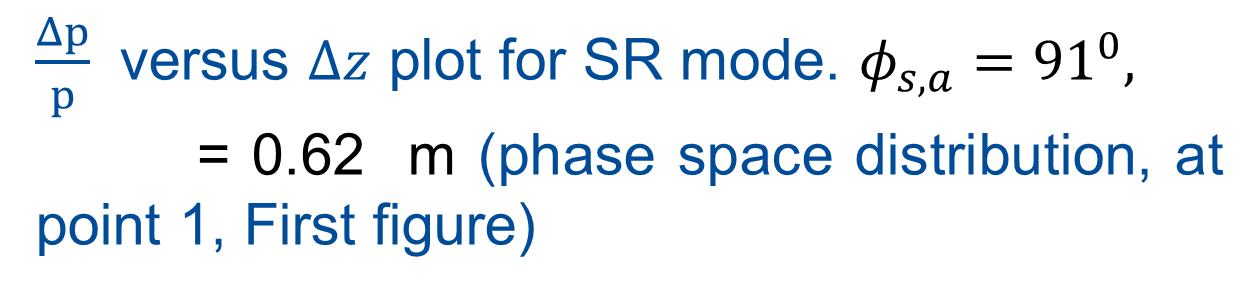 Δp/p versus Δz plot for SR mode. ϕ_{s,a} = 91⁰,
= 0.62 m (phase space distribution, at
point 1, First figure)